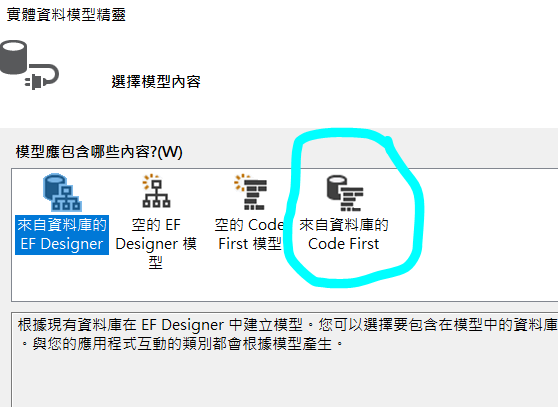 實體資料模型精靈
選擇模型內容
模型應包含哪些內容?(W)
來自資料庫的
EF Designer
空的 EF
Designer 模
型
空的 Code
First 模型
來自資料庫的
Code First
根據現有資料庫在 EF Designer 中建立模型。您可以選擇要包含在模型中的資料庫
。與您的應用程式互動的類別都會根據模型產生。